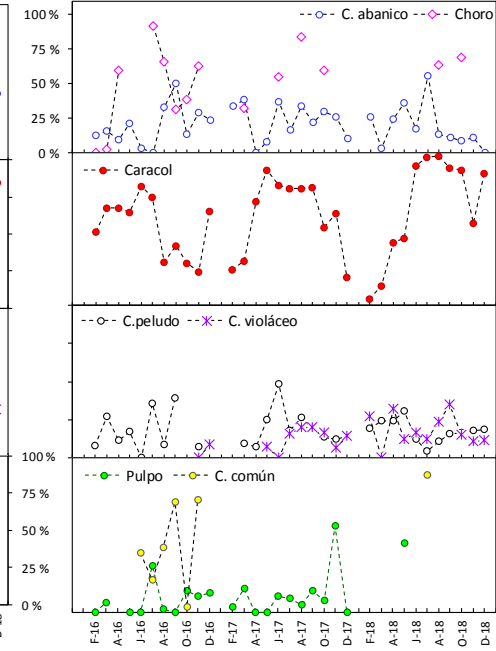 100 %
C. abanico
Choro
75 %
50 %
25 %
0 %
Caracol
C.peludo
C. violáceo
100 %
Pulpo
C. común
75 %
50 %
25 %
0 %
F-16
A-16
J-16
A-16
O-16
D-16
F-17
A-17
J-17
A-17
O-17
D-17
F-18
A-18
J-18
A-18
O-18
D-18